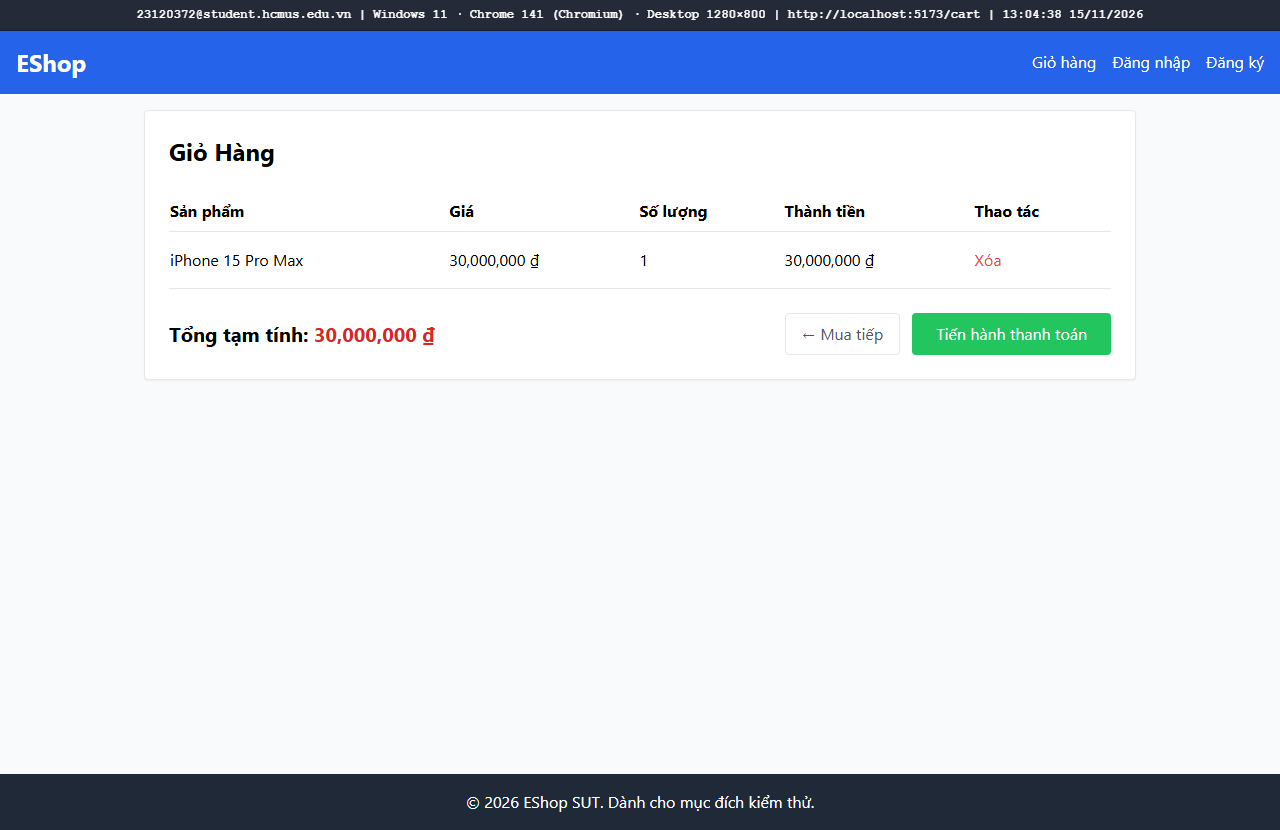 23120372@student.hcmus.edu.vn | Windows 11 · Chrome 141 (Chromium) · Desktop 1280×800 | http://localhost:5173/cart | 13:04:38 15/11/2026
EShop Giỏ hàng Đăng nhập Đăng ký
Giỏ Hàng
Sản phẩm Giá Số lượng Thành tiền Thao tác
iPhone 15 Pro Max 30,000,000 ₫ 1 30,000,000 ₫ Xóa
Tổng tạm tính: 30,000,000 ₫ ← Mua tiếp Tiến hành thanh toán
© 2026 EShop SUT. Dành cho mục đích kiểm thử.